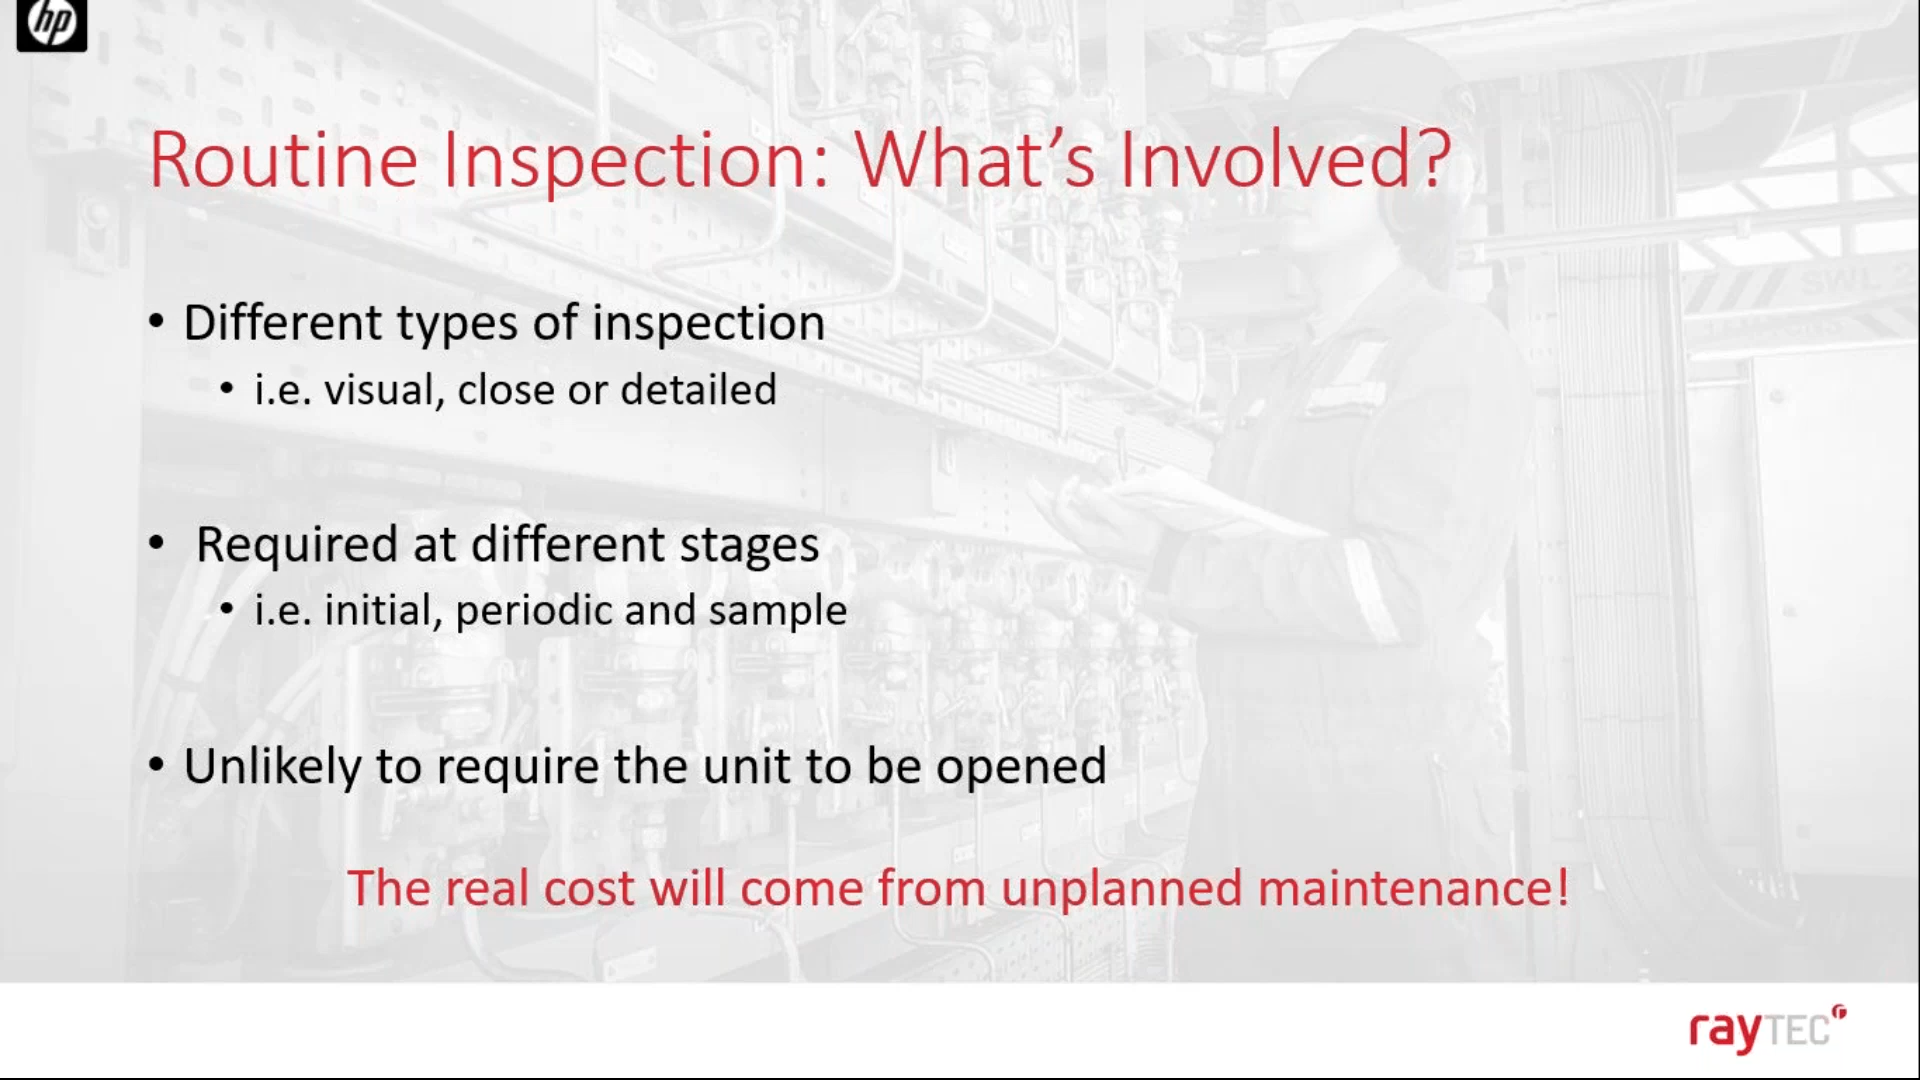 hp
Routine Inspection: What's Involved?
• Different types of inspection
• i.e. visual, close or detailed
• Required at different stages
• i.e. initial, periodic and sample
• Unlikely to require the unit to be opened
The real cost will come from unplanned maintenance!
SWL 2
rayTEC